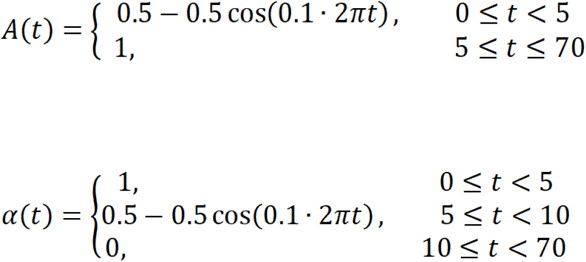 A(t) = { 0.5 − 0.5 cos(0.1 · 2πt), 0 ≤ t < 5
1, 5 ≤ t ≤ 70
α(t) = { 1, 0 ≤ t < 5
0.5 − 0.5 cos(0.1 · 2πt), 5 ≤ t < 10
0, 10 ≤ t < 70